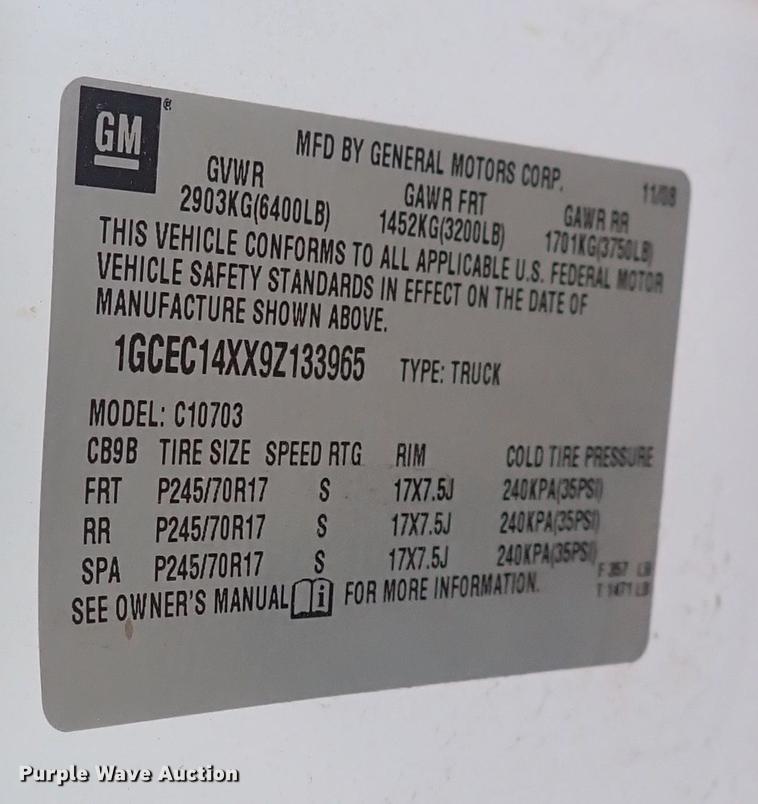 GM ®
MFD BY GENERAL MOTORS CORP. 11/08
GVWR GAWR FRT GAWR RR
2903KG(6400LB) 1452KG(3200LB) 1701KG(3750LB)
THIS VEHICLE CONFORMS TO ALL APPLICABLE U.S. FEDERAL MOTOR
VEHICLE SAFETY STANDARDS IN EFFECT ON THE DATE OF
MANUFACTURE SHOWN ABOVE.
1GCEC14XX9Z133965 TYPE: TRUCK
MODEL: C10703
CB9B TIRE SIZE SPEED RTG RIM COLD TIRE PRESSURE
FRT P245/70R17 S 17X7.5J 240KPA(35PSI)
RR P245/70R17 S 17X7.5J 240KPA(35PSI)
SPA P245/70R17 S 17X7.5J 240KPA(35PSI)
F 357 LB
T 1471 LB
SEE OWNER'S MANUAL i FOR MORE INFORMATION.
Purple Wave Auction